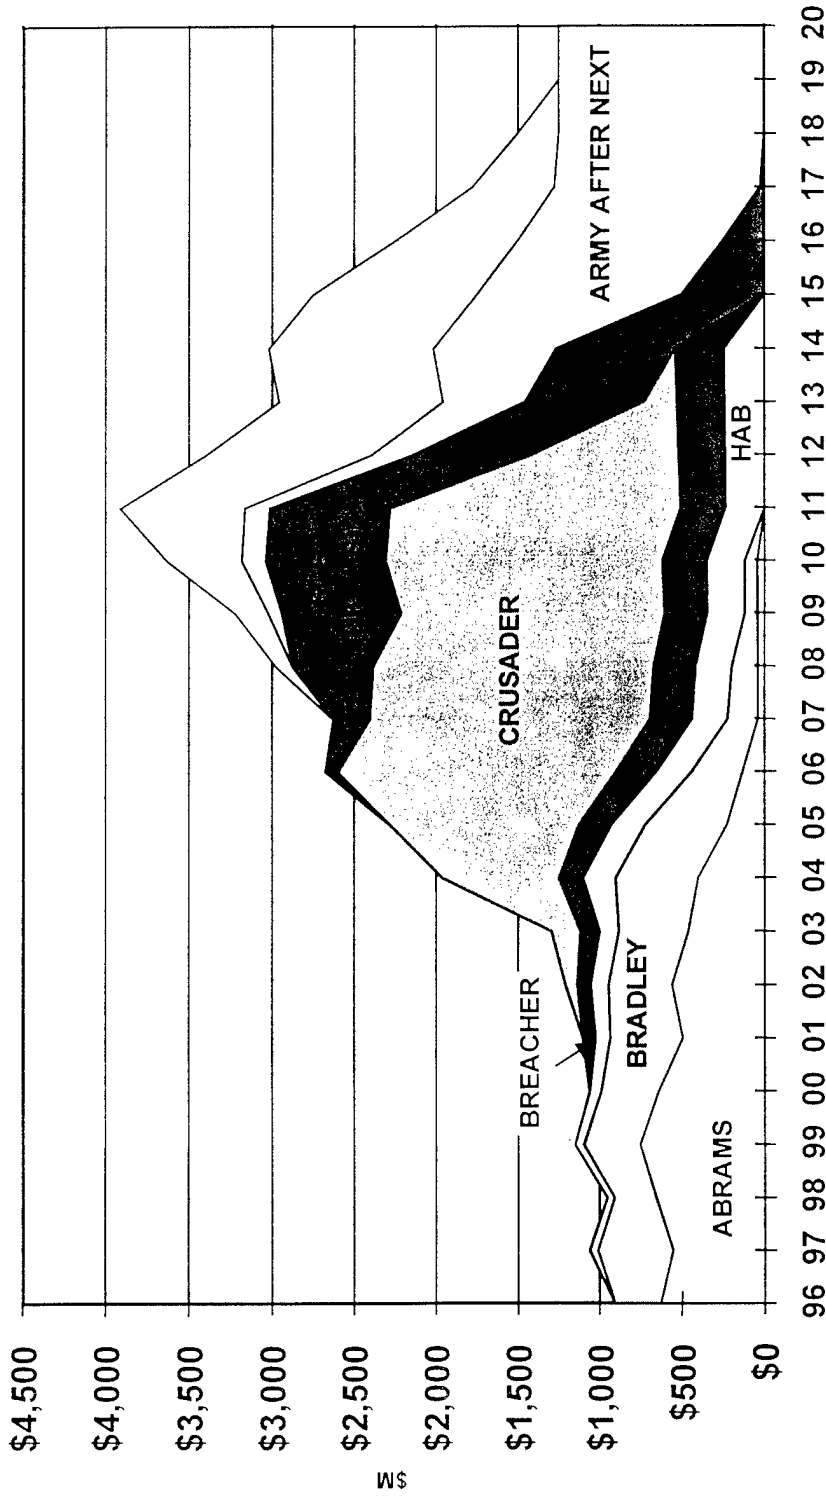 $4,500
$4,000
$3,500
$3,000
$2,500
$2,000
$1,500
$1,000
$500
$0
$M
BREACHER
CRUSADER
ARMY AFTER NEXT
BRADLEY
HAB
ABRAMS
96 97 98 99 00 01 02 03 04 05 06 07 08 09 10 11 12 13 14 15 16 17 18 19 20